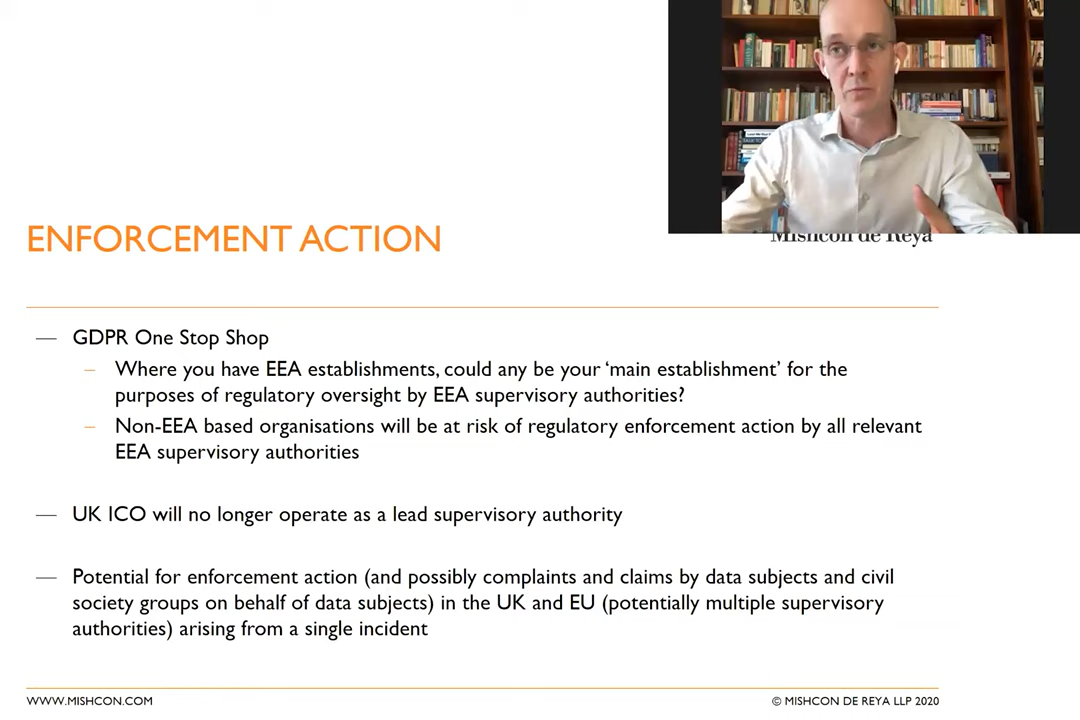 Mishcon de Reya
ENFORCEMENT ACTION
— GDPR One Stop Shop
– Where you have EEA establishments, could any be your ‘main establishment’ for the
purposes of regulatory oversight by EEA supervisory authorities?
– Non-EEA based organisations will be at risk of regulatory enforcement action by all relevant
EEA supervisory authorities
— UK ICO will no longer operate as a lead supervisory authority
— Potential for enforcement action (and possibly complaints and claims by data subjects and civil
society groups on behalf of data subjects) in the UK and EU (potentially multiple supervisory
authorities) arising from a single incident
WWW.MISHCON.COM
© MISHCON DE REYA LLP 2020